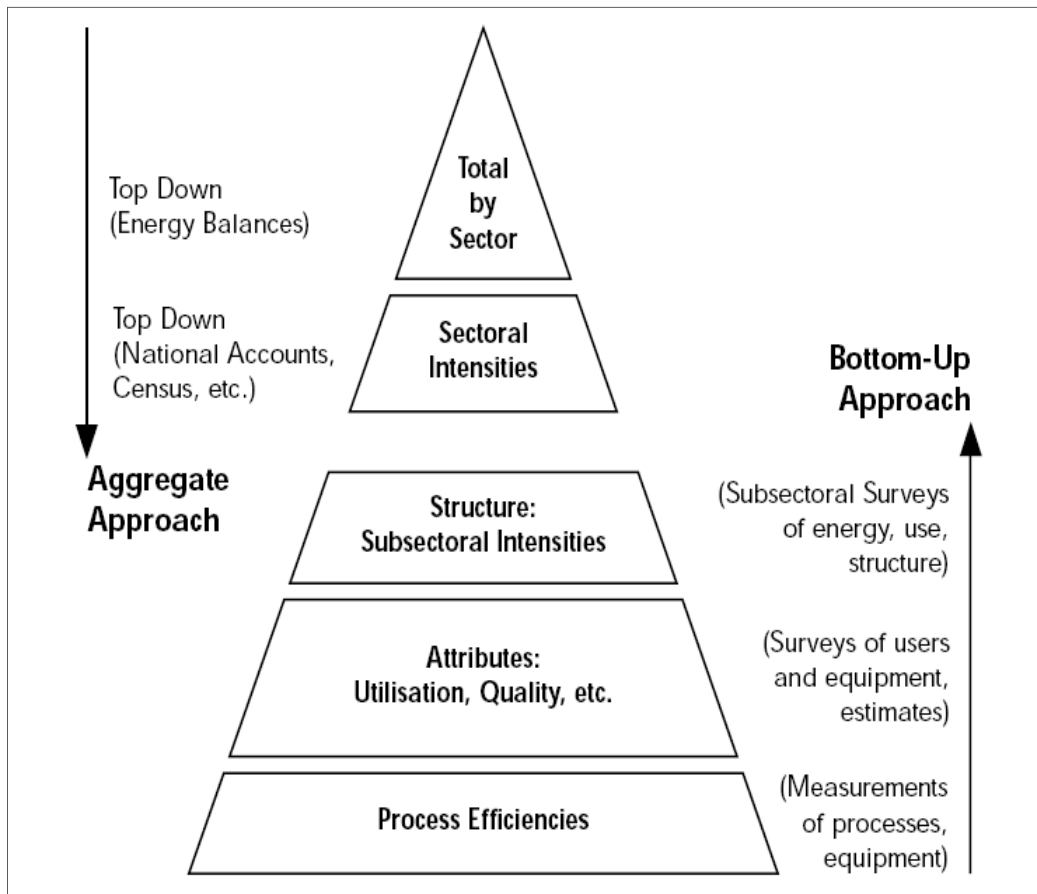 Total
by
Sector
Top Down
(Energy Balances)
Top Down
(National Accounts,
Census, etc.)
Sectoral
Intensities
Bottom-Up
Approach
Aggregate
Approach
Structure:
Subsectoral Intensities
(Subsectoral Surveys
of energy, use,
structure)
Attributes:
Utilisation, Quality, etc.
(Surveys of users
and equipment,
estimates)
Process Efficiencies
(Measurements
of processes,
equipment)